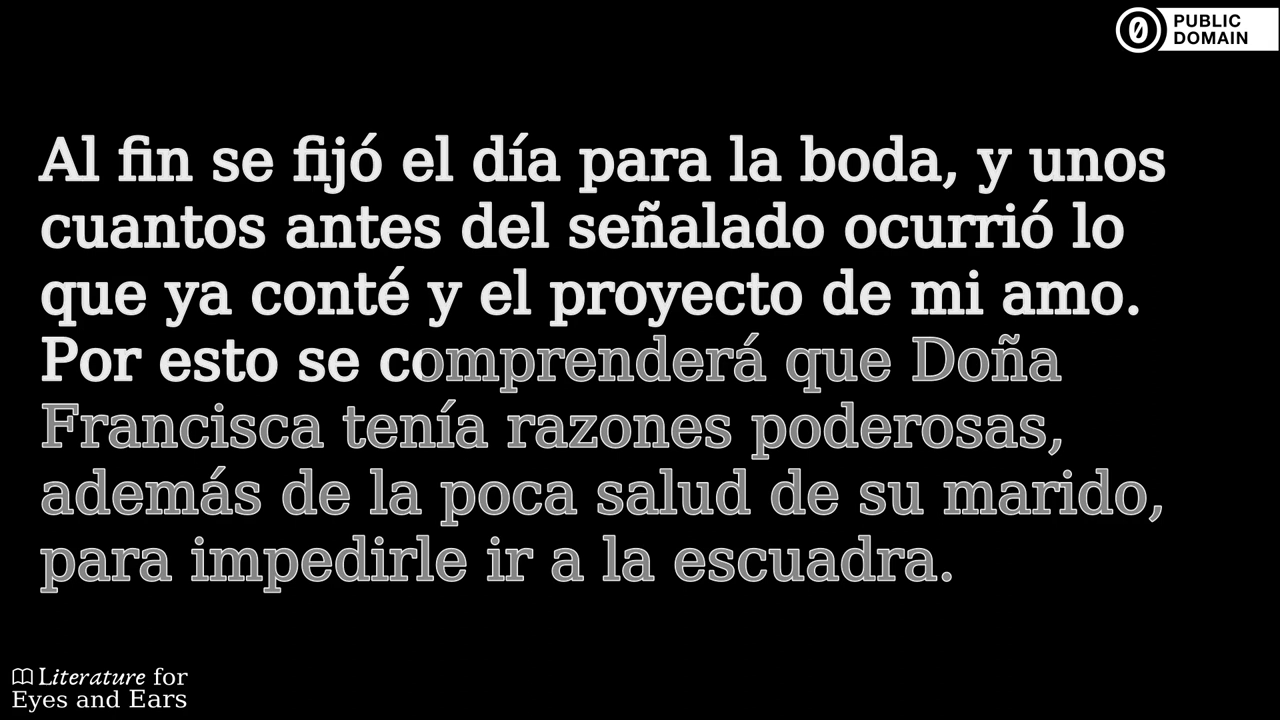 PUBLIC
DOMAIN
Al fin se fijó el día para la boda, y unos
cuantos antes del señalado ocurrió lo
que ya conté y el proyecto de mi amo.
Por esto se comprenderá que Doña
Francisca tenía razones poderosas,
además de la poca salud de su marido,
para impedirle ir a la escuadra.
Literature for
Eyes and Ears